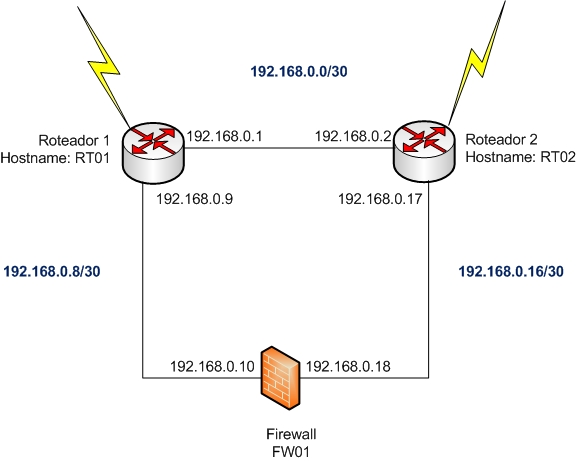 192.168.0.0/30
Roteador 1
Hostname: RT01
192.168.0.1
192.168.0.2
Roteador 2
Hostname: RT02
192.168.0.9
192.168.0.17
192.168.0.8/30
192.168.0.16/30
192.168.0.10
192.168.0.18
Firewall
FW01